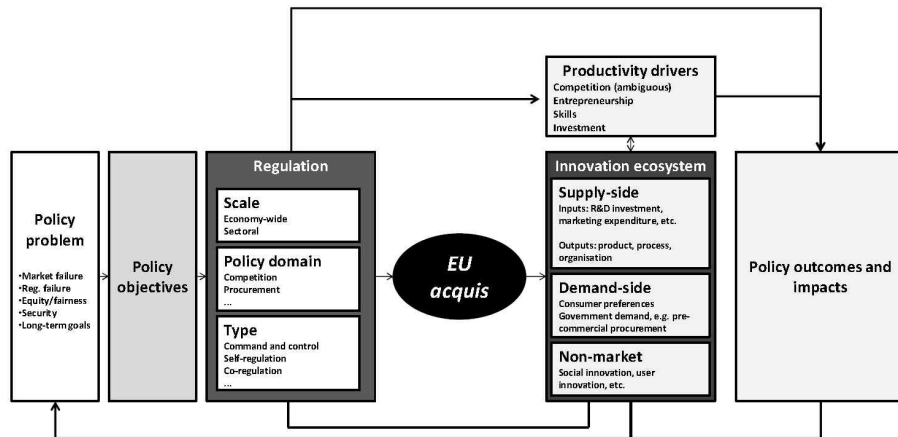 Productivity drivers
Competition (ambiguous)
Entrepreneurship
Skills
Investment
Policy
problem
•Market failure
•Reg. failure
•Equity/fairness
•Security
•Long-term goals
Policy
objectives
Regulation
Scale
Economy-wide
Sectoral
Policy domain
Competition
Procurement
...
Type
Command and control
Self-regulation
Co-regulation
...
EU
acquis
Innovation ecosystem
Supply-side
Inputs: R&D investment,
marketing expenditure, etc.
Outputs: product, process,
organisation
Demand-side
Consumer preferences
Government demand, e.g. pre-
commercial procurement
Non-market
Social innovation, user
innovation, etc.
Policy outcomes and
impacts